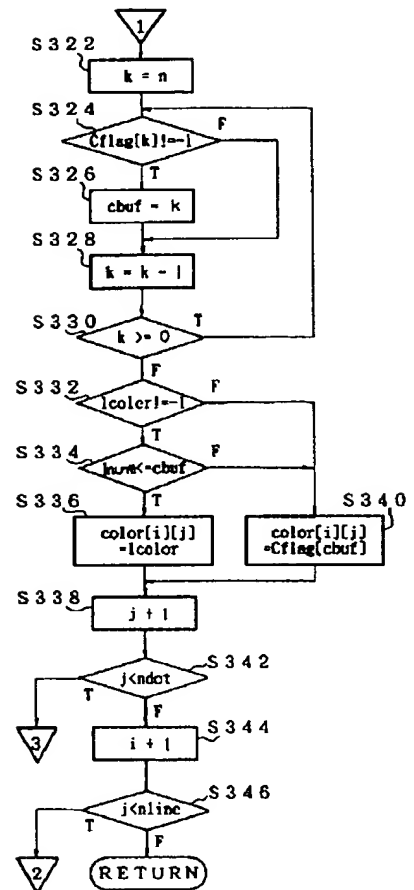 1
S322
k = n
S324
Cflag[k]!=-1
F
T
S326
cbuf = k
S328
k = k - 1
S330
k >= 0
T
F
S332
lcolor!=-1
F
T
S334
lnum<=cbuf
F
T
S336
S340
color[i][j]
=lcolor
color[i][j]
=Cflag[cbuf]
S338
j + 1
S342
j<ndot
T
F
S344
3
i + 1
S346
j<nline
T
F
2
RETURN